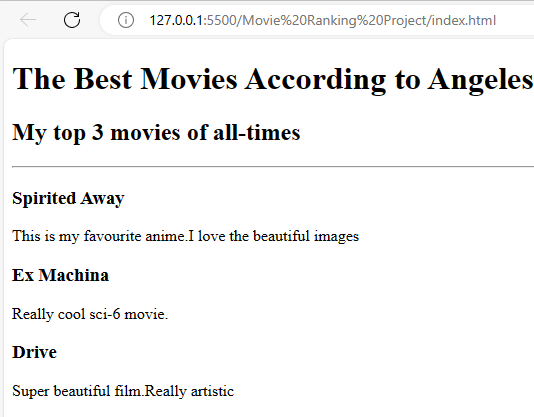 127.0.0.1:5500/Movie%20Ranking%20Project/index.html
The Best Movies According to Angeles
My top 3 movies of all-times
Spirited Away
This is my favourite anime.I love the beautiful images
Ex Machina
Really cool sci-6 movie.
Drive
Super beautiful film.Really artistic